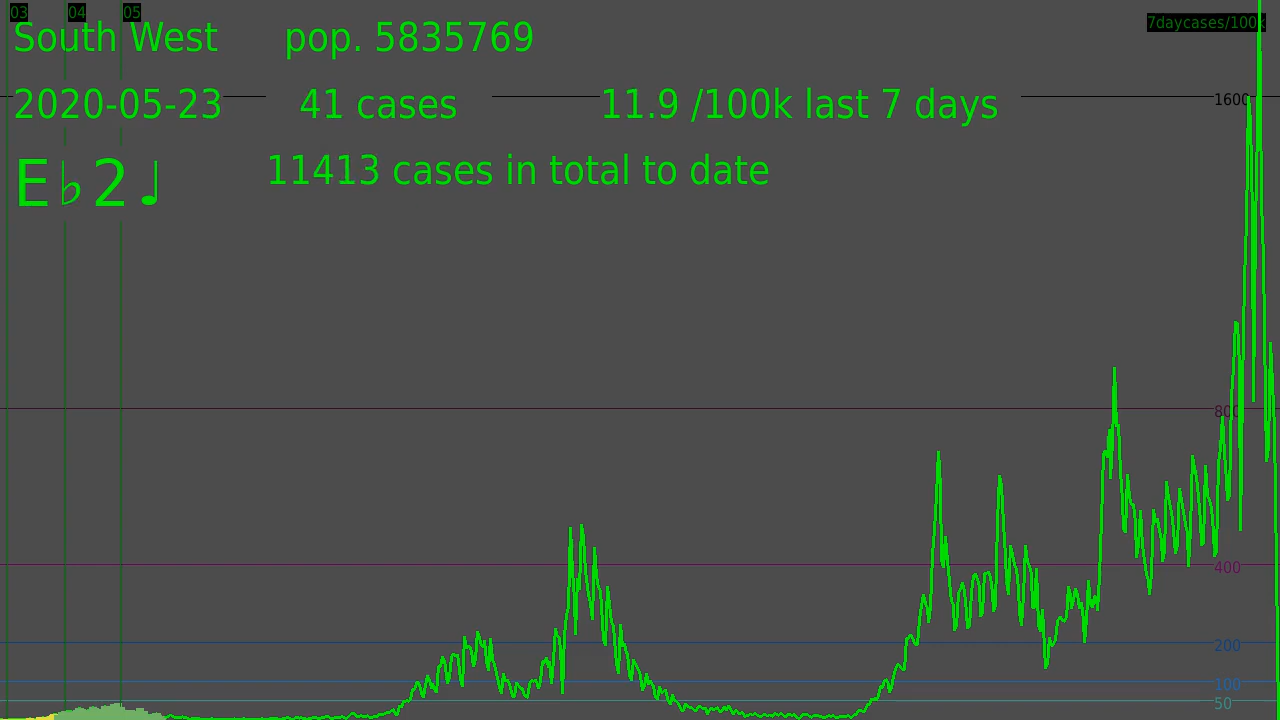 03 04 05 7daycases/100k
South West pop. 5835769
2020-05-23 41 cases 11.9 /100k last 7 days
1600
E♭2♩ 11413 cases in total to date
800
400
200
100
50